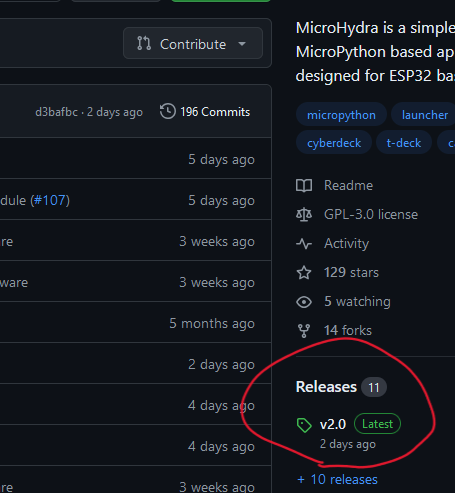 Contribute
d3bafbc · 2 days ago
196 Commits
5 days ago
dule (#107)
5 days ago
re
3 weeks ago
ware
3 weeks ago
5 months ago
2 days ago
4 days ago
4 days ago
re
3 weeks ago
MicroHydra is a simple
MicroPython based ap
designed for ESP32 ba
micropython
launcher
cyberdeck
t-deck
c
Readme
GPL-3.0 license
Activity
129 stars
5 watching
14 forks
Releases 11
v2.0 Latest
2 days ago
+ 10 releases